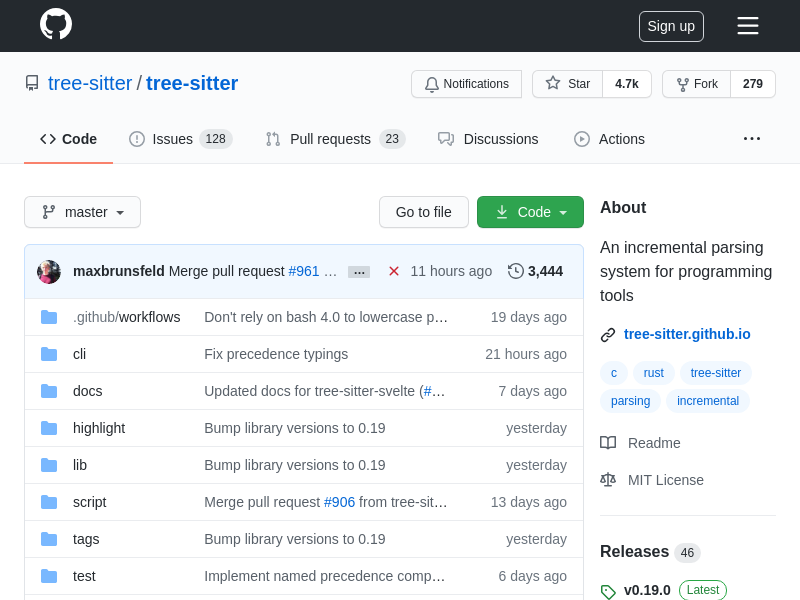 Sign up
tree-sitter / tree-sitter
Notifications
Star 4.7k
Fork 279
Code
Issues 128
Pull requests 23
Discussions
Actions
master
Go to file
Code
maxbrunsfeld Merge pull request #961 … ... 11 hours ago 3,444
.github/workflows Don't rely on bash 4.0 to lowercase p… 19 days ago
cli Fix precedence typings 21 hours ago
docs Updated docs for tree-sitter-svelte (#… 7 days ago
highlight Bump library versions to 0.19 yesterday
lib Bump library versions to 0.19 yesterday
script Merge pull request #906 from tree-sit… 13 days ago
tags Bump library versions to 0.19 yesterday
test Implement named precedence comp… 6 days ago
About
An incremental parsing
system for programming
tools
tree-sitter.github.io
c rust tree-sitter
parsing incremental
Readme
MIT License
Releases 46
v0.19.0 Latest